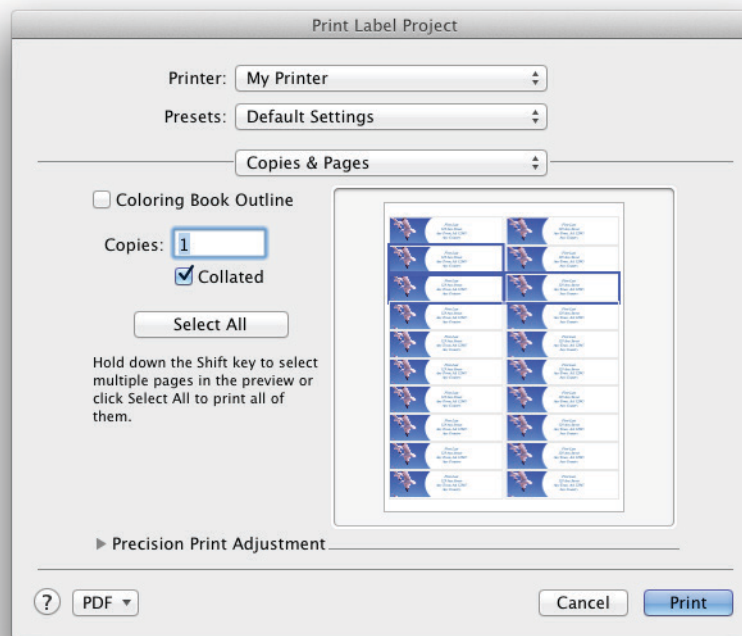 Print Label Project
Printer: My Printer
Presets: Default Settings
Copies & Pages
Coloring Book Outline
Copies: 1
Collated
Select All
Hold down the Shift key to select
multiple pages in the preview or
click Select All to print all of
them.
Precision Print Adjustment
? PDF Cancel Print